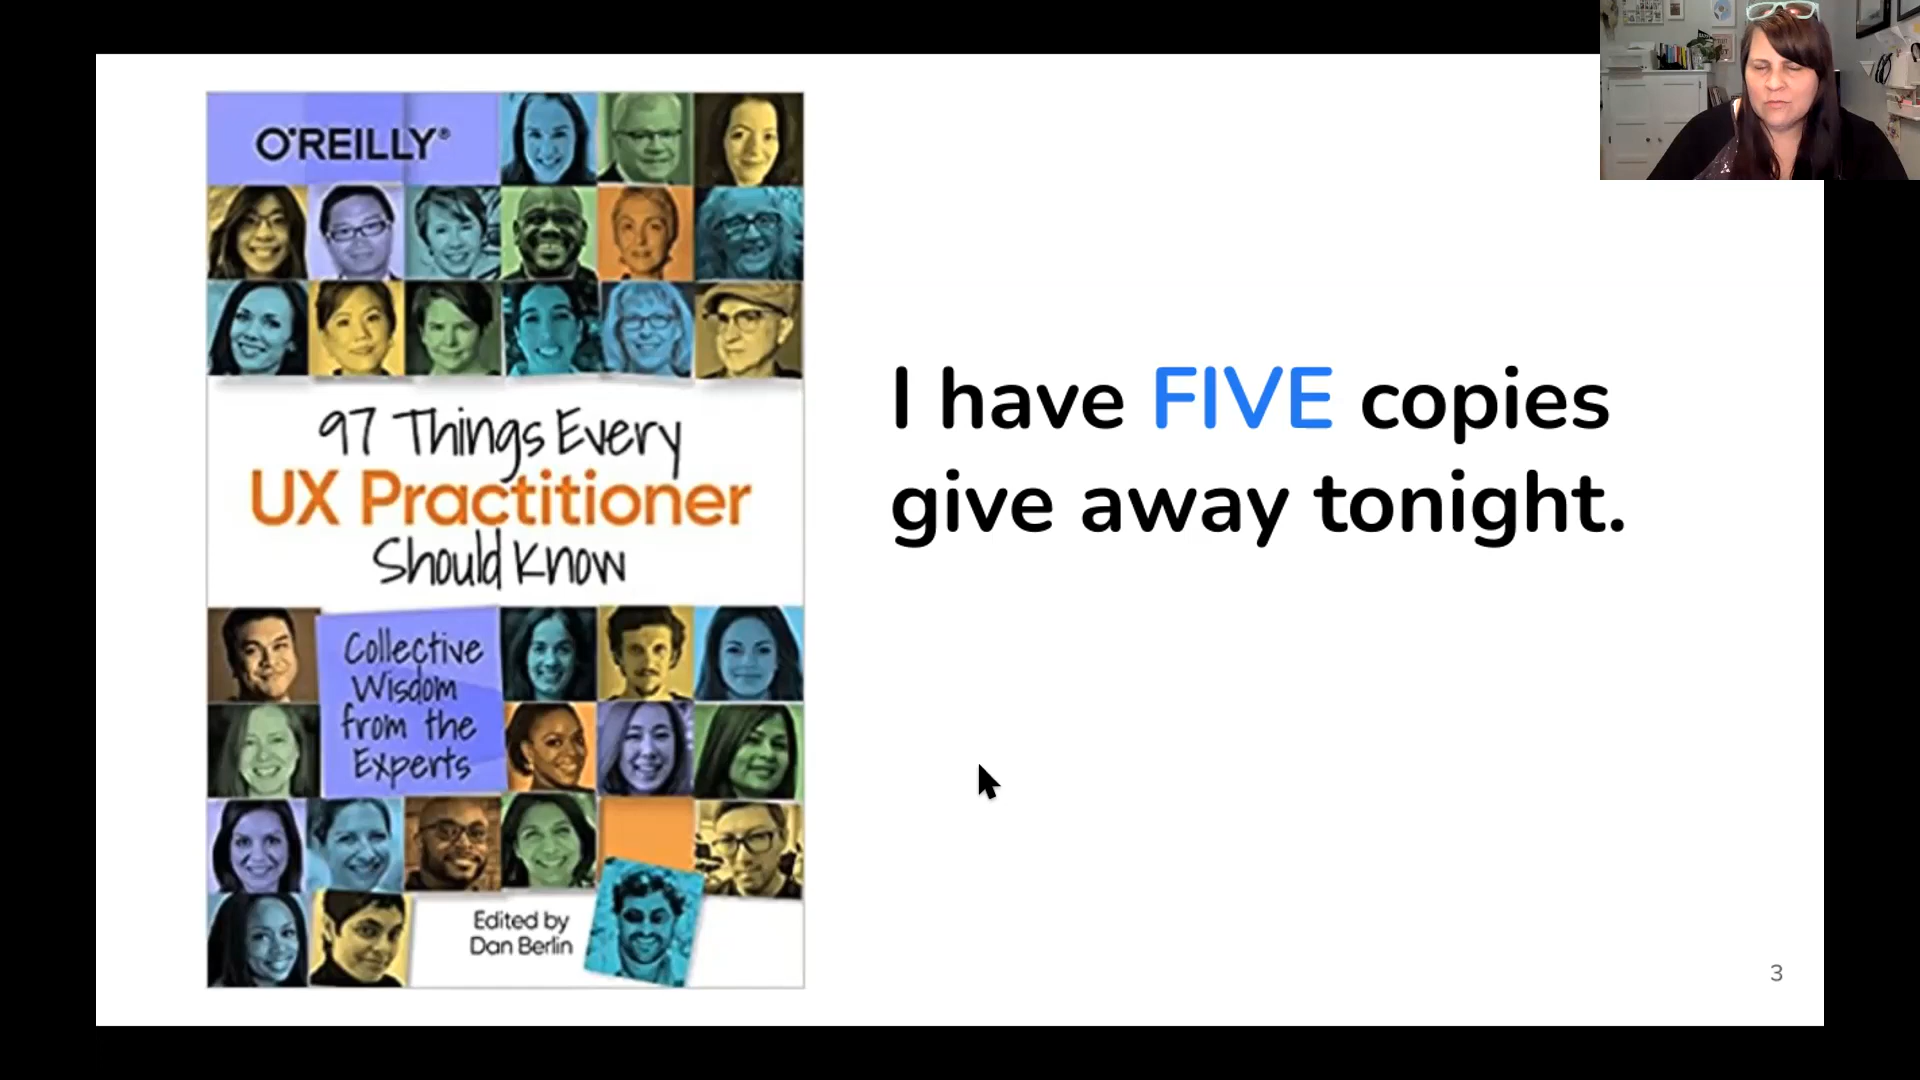 O'REILLY®
97 Things Every
UX Practitioner
Should Know
Collective
Wisdom
from the
Experts
Edited by
Dan Berlin
I have FIVE copies
give away tonight.
3